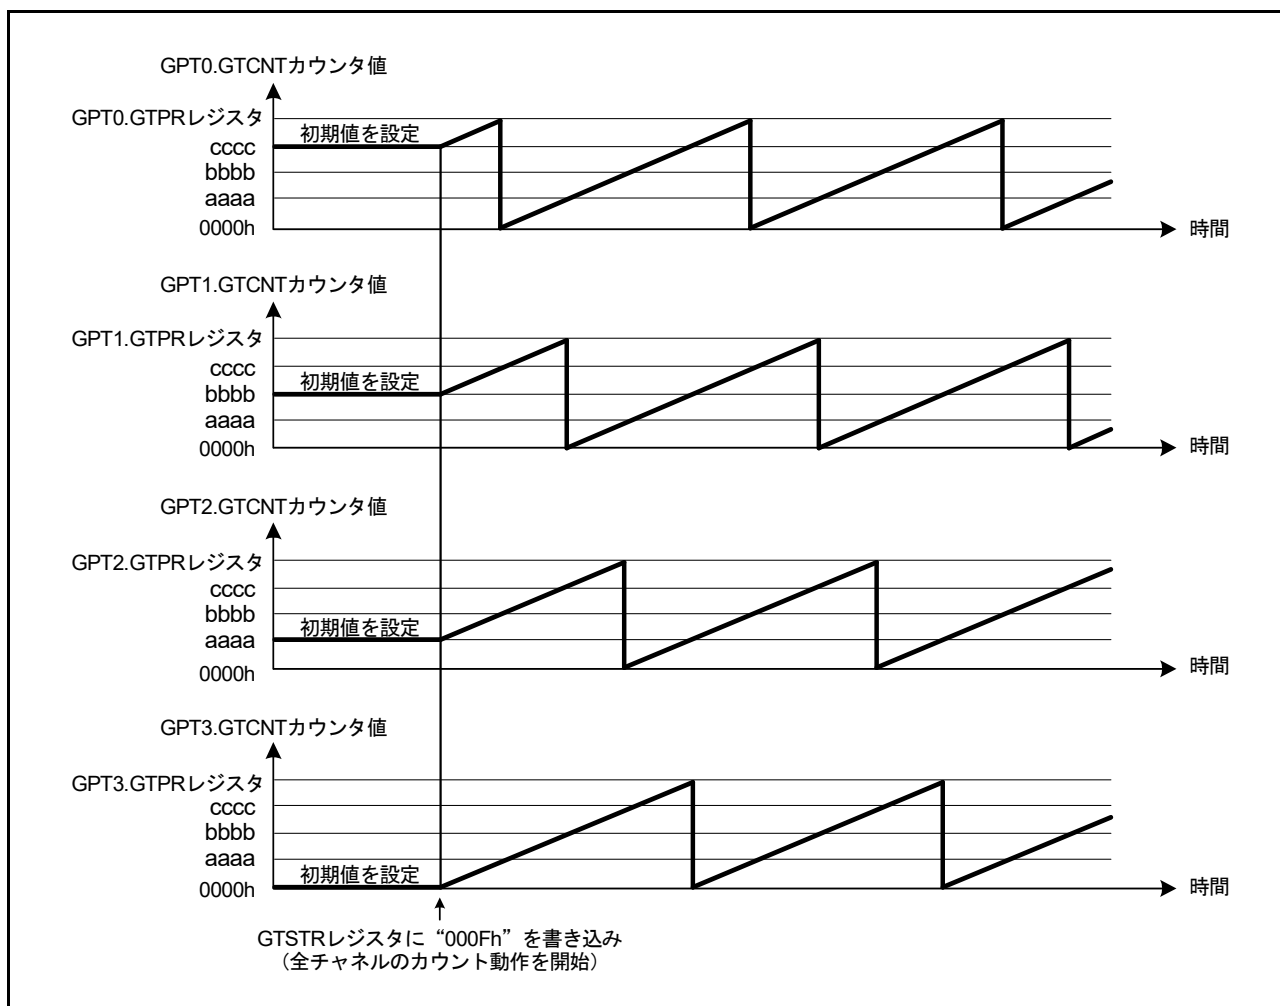 GPT0.GTCNTカウンタ値
GPT0.GTPRレジスタ
初期値を設定
cccc
bbbb
aaaa
0000h
時間
GPT1.GTCNTカウンタ値
GPT1.GTPRレジスタ
cccc
初期値を設定
bbbb
aaaa
0000h
時間
GPT2.GTCNTカウンタ値
GPT2.GTPRレジスタ
cccc
bbbb
初期値を設定
aaaa
0000h
時間
GPT3.GTCNTカウンタ値
GPT3.GTPRレジスタ
cccc
bbbb
aaaa
初期値を設定
0000h
時間
GTSTRレジスタに“000Fh”を書き込み
（全チャネルのカウント動作を開始）